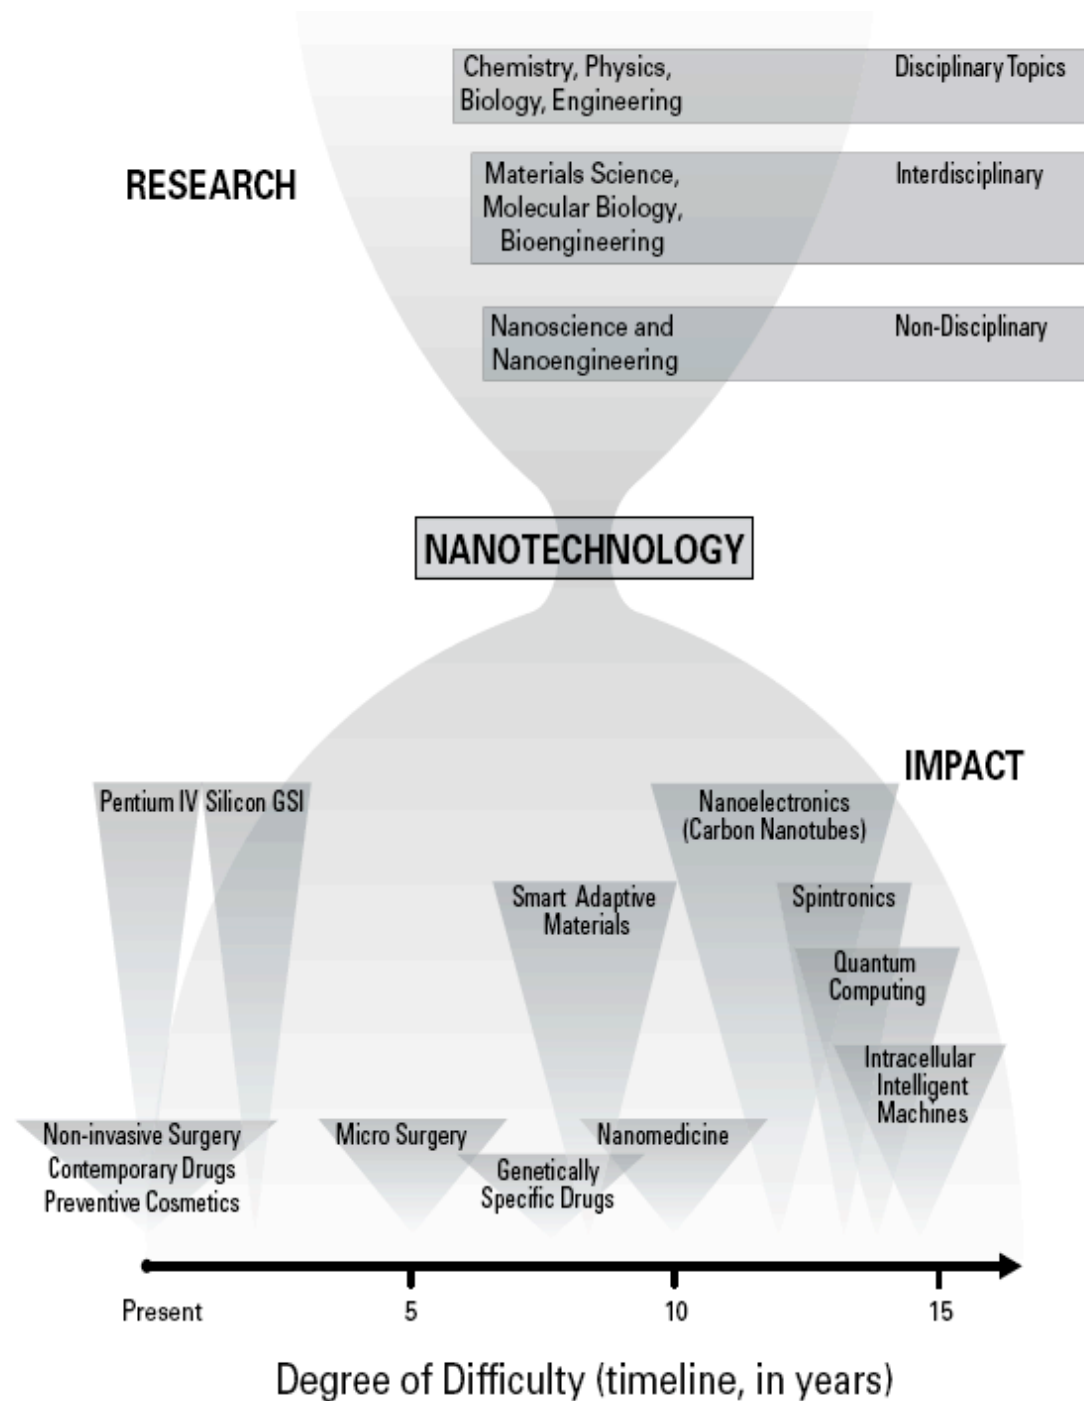 Chemistry, Physics,
Biology, Engineering
Disciplinary Topics
RESEARCH
Materials Science,
Molecular Biology,
Bioengineering
Interdisciplinary
Nanoscience and
Nanoengineering
Non-Disciplinary
NANOTECHNOLOGY
IMPACT
Pentium IV
Silicon GSI
Nanoelectronics
(Carbon Nanotubes)
Smart Adaptive
Materials
Spintronics
Quantum
Computing
Intracellular
Intelligent
Machines
Non-invasive Surgery
Contemporary Drugs
Preventive Cosmetics
Micro Surgery
Genetically
Specific Drugs
Nanomedicine
Present
5
10
15
Degree of Difficulty (timeline, in years)